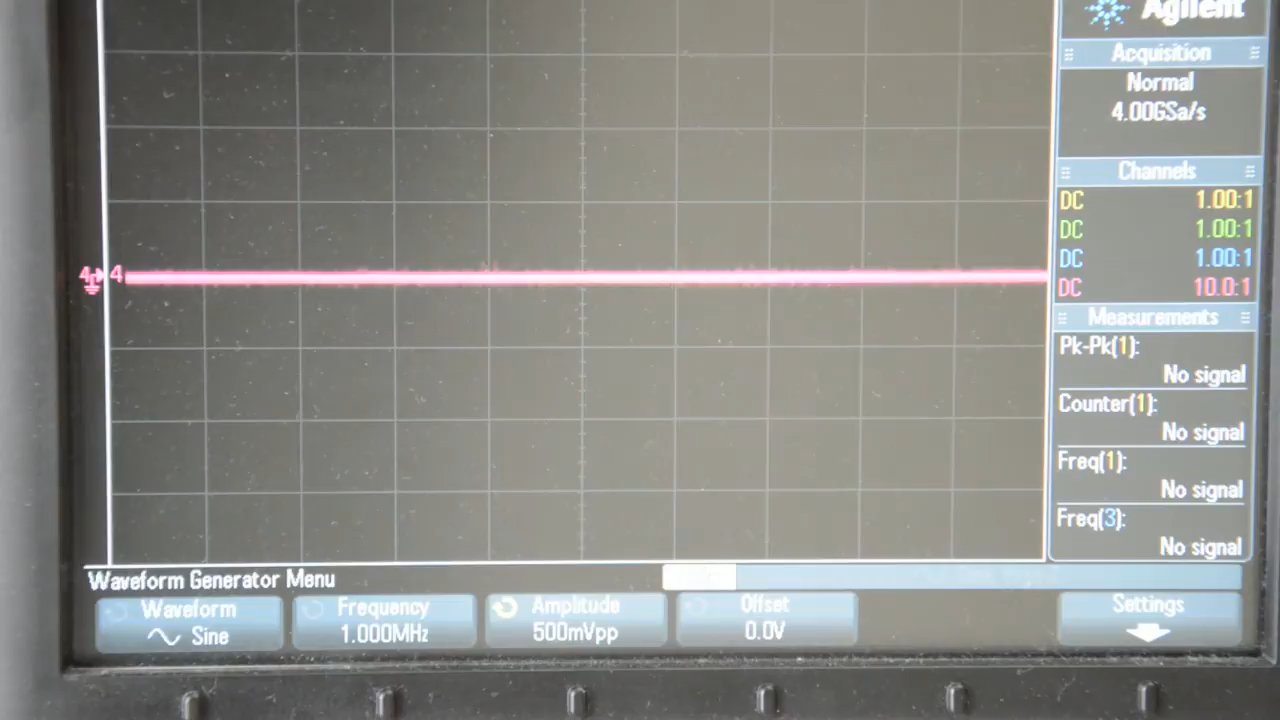 Agilent
Acquisition
Normal
4.00GSa/s
Channels
DC 1.00:1
DC 1.00:1
DC 1.00:1
DC 10.0:1
Measurements
Pk-Pk(1):
No signal
Counter(1):
No signal
Freq(1):
No signal
Freq(3):
No signal
4 4
Waveform Generator Menu
Waveform Frequency Amplitude Offset Settings
Sine 1.000MHz 500mVpp 0.0V